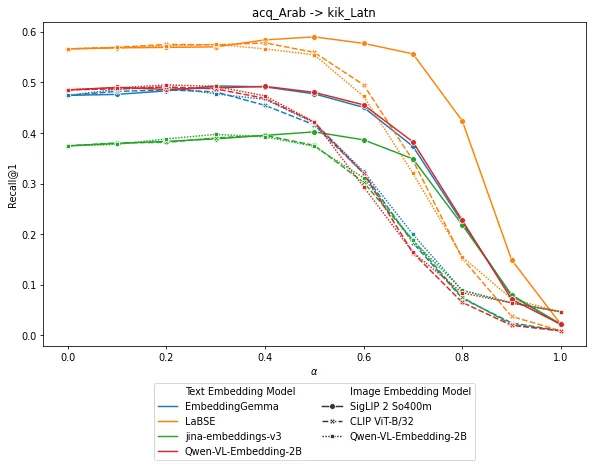 acq_Arab -> kik_Latn
Recall@1
0.6
0.5
0.4
0.3
0.2
0.1
0.0
0.0 0.2 0.4 0.6 0.8 1.0
α
Text Embedding Model
EmbeddingGemma
LaBSE
jina-embeddings-v3
Qwen-VL-Embedding-2B
Image Embedding Model
SigLIP 2 So400m
CLIP ViT-B/32
Qwen-VL-Embedding-2B